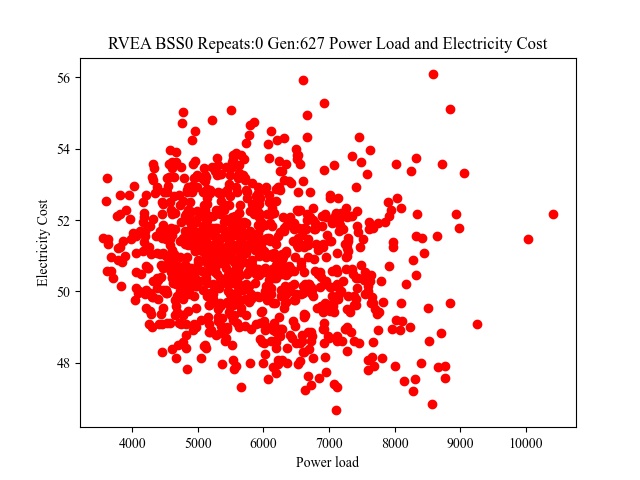 RVEA BSS0 Repeats:0 Gen:627 Power Load and Electricity Cost
56
54
52
50
48
Electricity Cost
4000 5000 6000 7000 8000 9000 10000
Power load